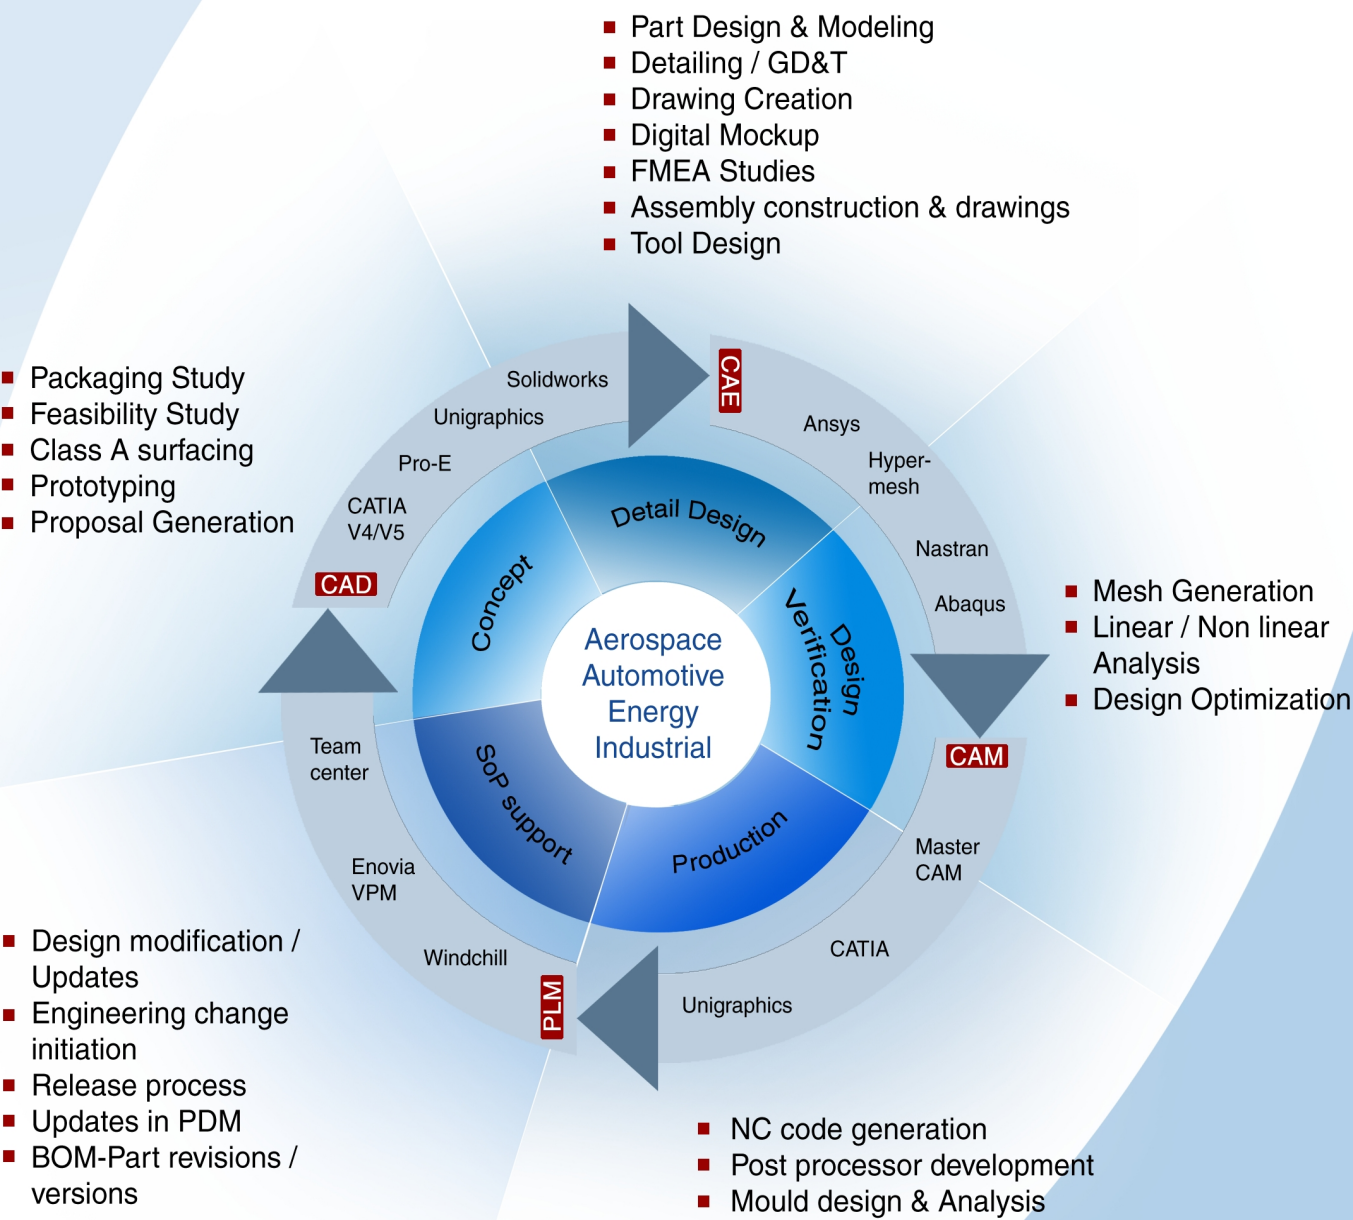 Part Design & Modeling
Detailing / GD&T
Drawing Creation
Digital Mockup
FMEA Studies
Assembly construction & drawings
Tool Design
Packaging Study
Feasibility Study
Class A surfacing
Prototyping
Proposal Generation
CAD
CATIA
V4/V5
Pro-E
Unigraphics
Solidworks
CAE
Ansys
Hyper-
mesh
Nastran
Abaqus
Mesh Generation
Linear / Non linear
Analysis
Design Optimization
Concept
Detail Design
Design
Verification
Production
SoP support
Aerospace
Automotive
Energy
Industrial
CAM
Master
CAM
CATIA
Unigraphics
PLM
Windchill
Enovia
VPM
Team
center
Design modification /
Updates
Engineering change
initiation
Release process
Updates in PDM
BOM-Part revisions /
versions
NC code generation
Post processor development
Mould design & Analysis